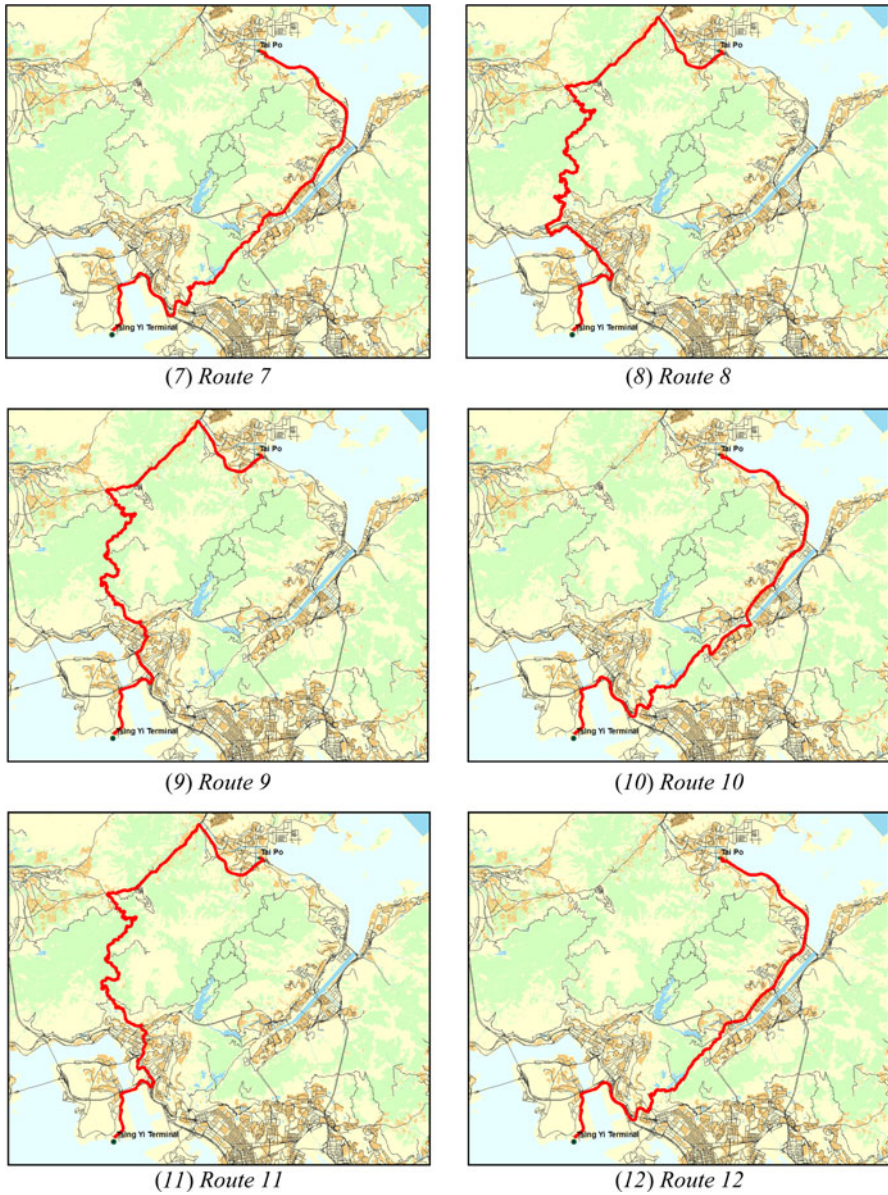 Tai Po
Tsing Yi Terminal
(7) Route 7
Tai Po
Tsing Yi Terminal
(8) Route 8
Tai Po
Tsing Yi Terminal
(9) Route 9
Tai Po
Tsing Yi Terminal
(10) Route 10
Tai Po
Tsing Yi Terminal
(11) Route 11
Tai Po
Tsing Yi Terminal
(12) Route 12